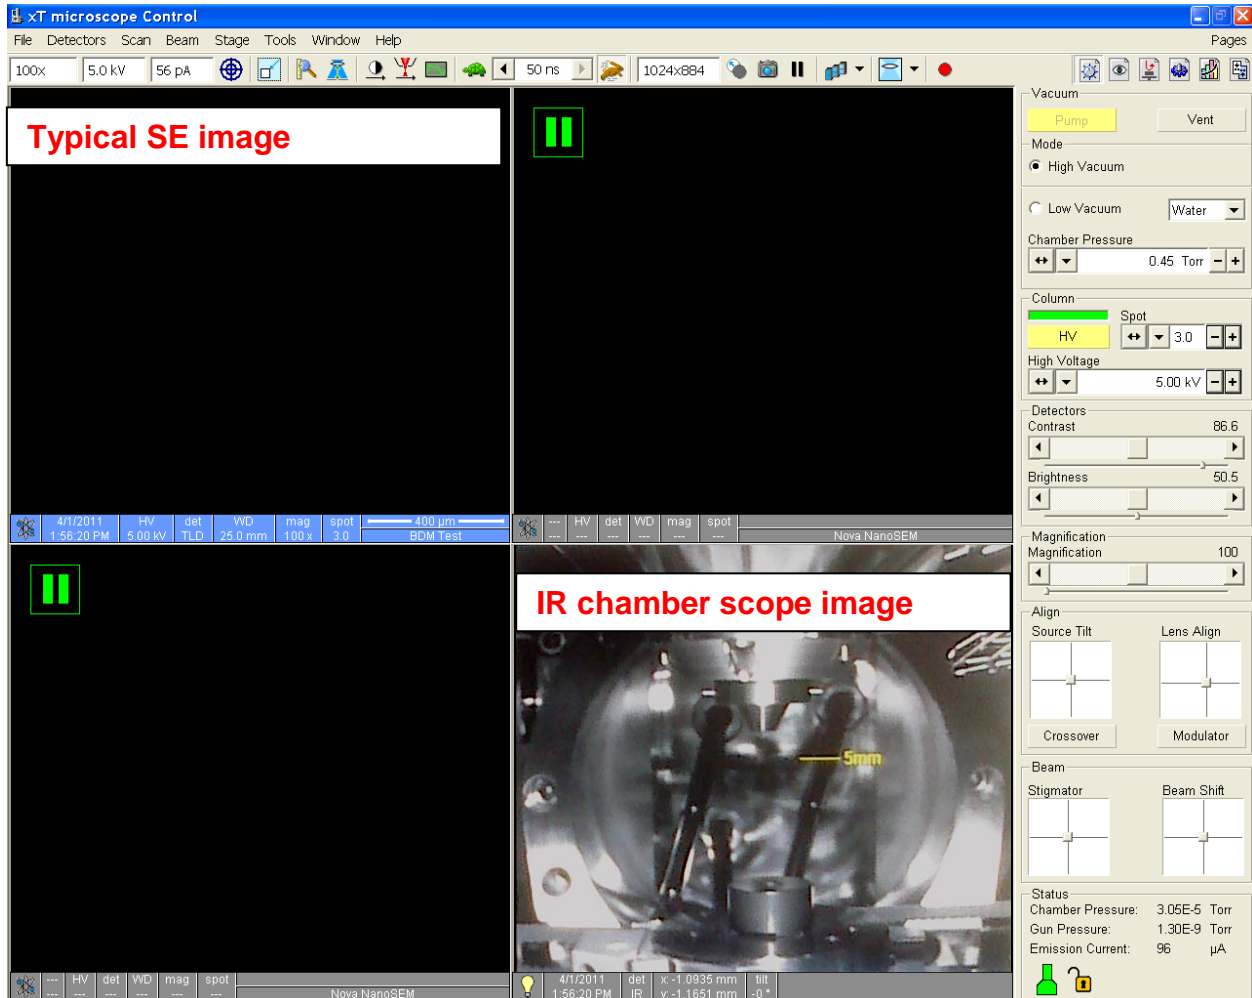 xT microscope Control
File Detectors Scan Beam Stage Tools Window Help Pages
100x 5.0 kV 56 pA 50 ns 1024x884
Typical SE image
4/1/2011 HV det WD mag spot 400 µm
1:56:20 PM 5.00 kV TLD 25.0 mm 100 x 3.0 BDM Test
--- HV det WD mag spot
--- --- --- --- --- --- Nova NanoSEM
IR chamber scope image
5mm
--- HV det WD mag spot
--- --- --- --- --- --- Nova NanoSEM
4/1/2011 det x: -1.0935 mm tilt
1:56:20 PM IR y: -1.1651 mm -0 °
Vacuum
Pump Vent
Mode
High Vacuum
Low Vacuum Water
Chamber Pressure
0.45 Torr
Column
Spot
HV 3.0
High Voltage
5.00 kV
Detectors
Contrast 86.6
Brightness 50.5
Magnification
Magnification 100
Align
Source Tilt Lens Align
Crossover Modulator
Beam
Stigmator Beam Shift
Status
Chamber Pressure: 3.05E-5 Torr
Gun Pressure: 1.30E-9 Torr
Emission Current: 96 µA